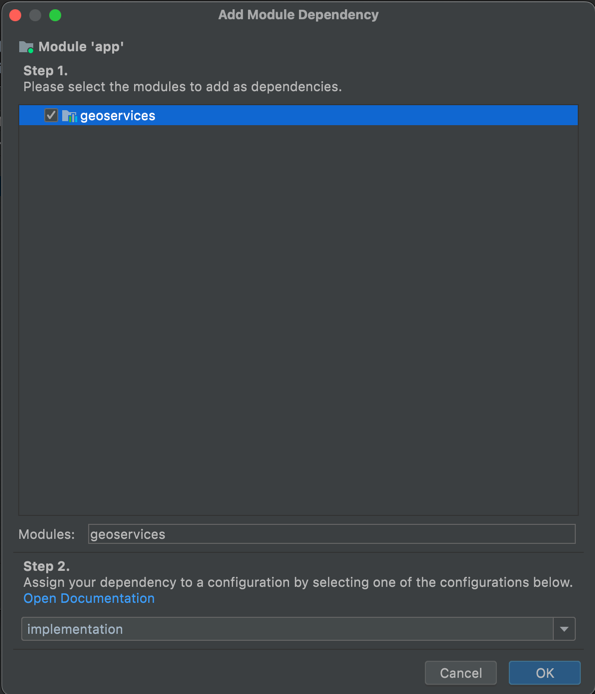 Add Module Dependency
Module 'app'
Step 1.
Please select the modules to add as dependencies.
geoservices
Modules: geoservices
Step 2.
Assign your dependency to a configuration by selecting one of the configurations below.
Open Documentation
implementation
Cancel OK